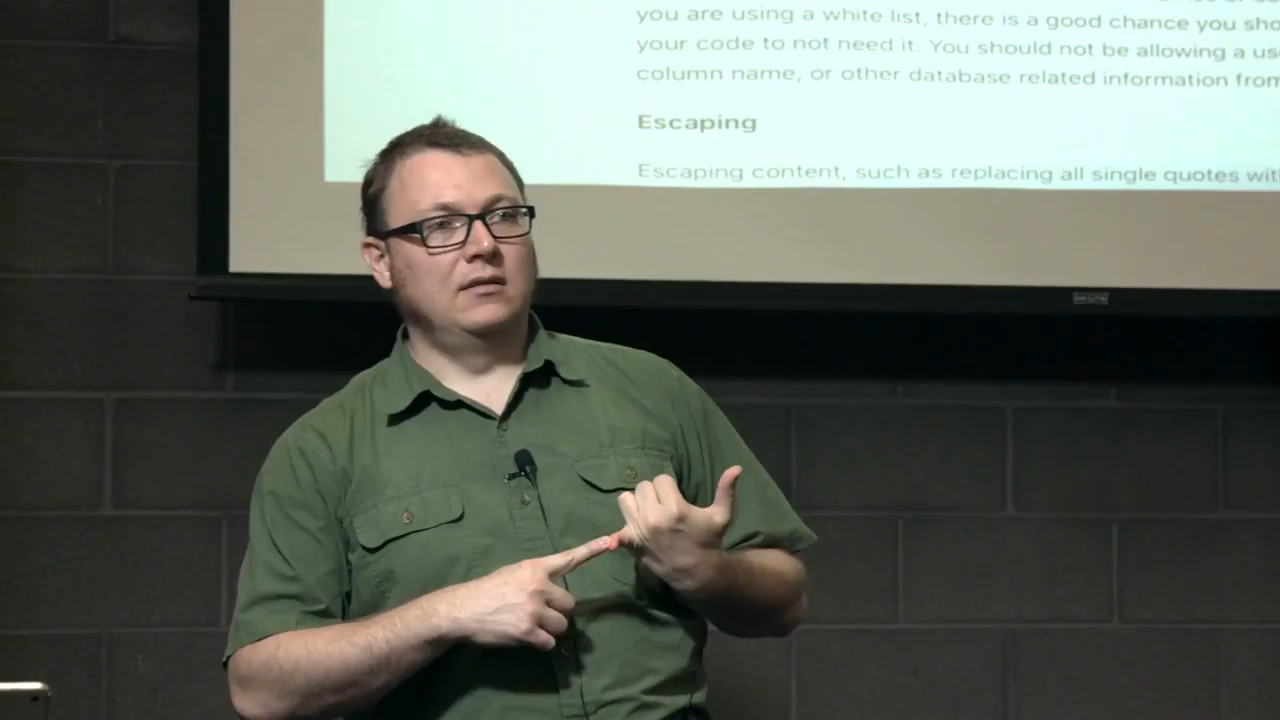 you are using a white list, there is a good chance you sho
your code to not need it. You should not be allowing a us
column name, or other database related information from
Escaping
Escaping content, such as replacing all single quotes wit